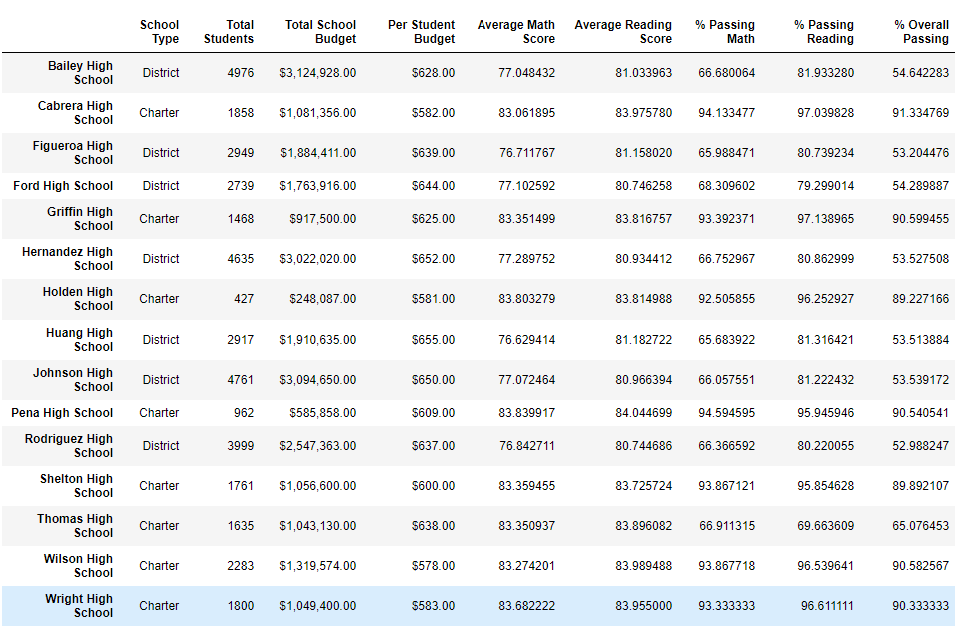 School Type Total Students Total School Budget Per Student Budget Average Math Score Average Reading Score % Passing Math % Passing Reading % Overall Passing
Bailey High School District 4976 $3,124,928.00 $628.00 77.048432 81.033963 66.680064 81.933280 54.642283
Cabrera High School Charter 1858 $1,081,356.00 $582.00 83.061895 83.975780 94.133477 97.039828 91.334769
Figueroa High School District 2949 $1,884,411.00 $639.00 76.711767 81.158020 65.988471 80.739234 53.204476
Ford High School District 2739 $1,763,916.00 $644.00 77.102592 80.746258 68.309602 79.299014 54.289887
Griffin High School Charter 1468 $917,500.00 $625.00 83.351499 83.816757 93.392371 97.138965 90.599455
Hernandez High School District 4635 $3,022,020.00 $652.00 77.289752 80.934412 66.752967 80.862999 53.527508
Holden High School Charter 427 $248,087.00 $581.00 83.803279 83.814988 92.505855 96.252927 89.227166
Huang High School District 2917 $1,910,635.00 $655.00 76.629414 81.182722 65.683922 81.316421 53.513884
Johnson High School District 4761 $3,094,650.00 $650.00 77.072464 80.966394 66.057551 81.222432 53.539172
Pena High School Charter 962 $585,858.00 $609.00 83.839917 84.044699 94.594595 95.945946 90.540541
Rodriguez High School District 3999 $2,547,363.00 $637.00 76.842711 80.744686 66.366592 80.220055 52.988247
Shelton High School Charter 1761 $1,056,600.00 $600.00 83.359455 83.725724 93.867121 95.854628 89.892107
Thomas High School Charter 1635 $1,043,130.00 $638.00 83.350937 83.896082 66.911315 69.663609 65.076453
Wilson High School Charter 2283 $1,319,574.00 $578.00 83.274201 83.989488 93.867718 96.539641 90.582567
Wright High School Charter 1800 $1,049,400.00 $583.00 83.682222 83.955000 93.333333 96.611111 90.333333